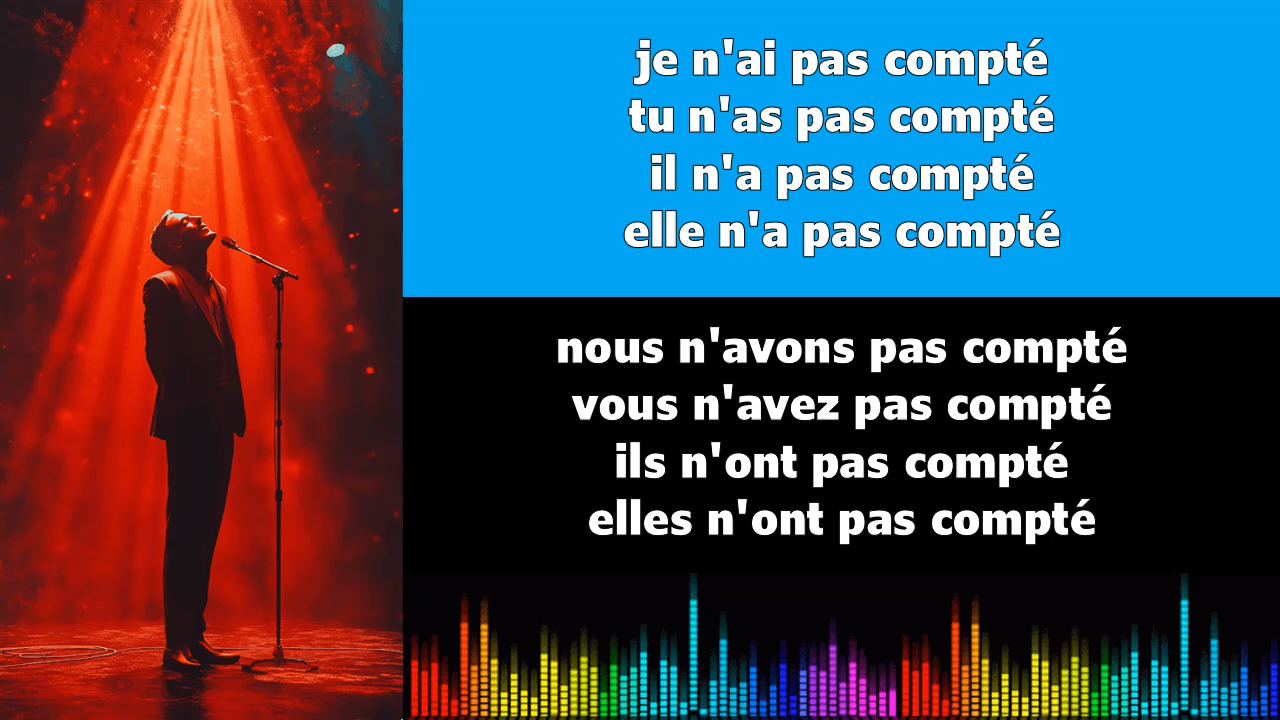 je n'ai pas compté
tu n'as pas compté
il n'a pas compté
elle n'a pas compté
nous n'avons pas compté
vous n'avez pas compté
ils n'ont pas compté
elles n'ont pas compté